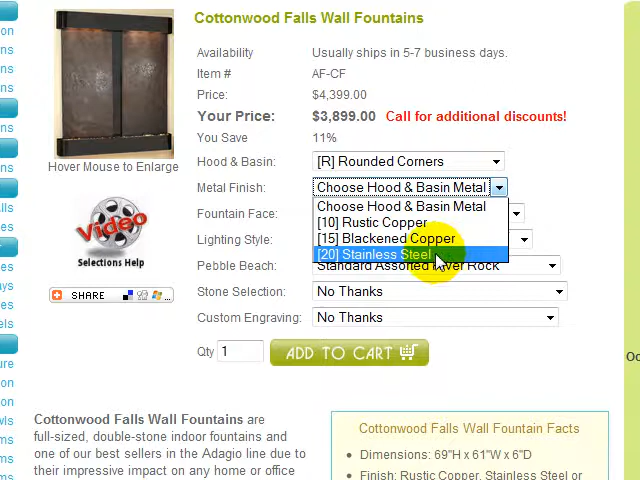 Cottonwood Falls Wall Fountains
Availability Usually ships in 5-7 business days.
Item # AF-CF
Price: $4,399.00
Your Price: $3,899.00 Call for additional discounts!
You Save 11%
Hover Mouse to Enlarge
Hood & Basin: [R] Rounded Corners
Metal Finish: Choose Hood & Basin Metal
Choose Hood & Basin Metal
Fountain Face:
[10] Rustic Copper
Lighting Style:
[15] Blackened Copper
[20] Stainless Steel
Pebble Beach: Standard Assorted River Rock
Video
Selections Help
SHARE
Stone Selection: No Thanks
Custom Engraving: No Thanks
Qty 1 ADD TO CART
Cottonwood Falls Wall Fountains are
full-sized, double-stone indoor fountains and
one of our best sellers in the Adagio line due to
their impressive impact on any home or office
Cottonwood Falls Wall Fountain Facts
Dimensions: 69"H x 61"W x 6"D
Finish: Rustic Copper, Stainless Steel or